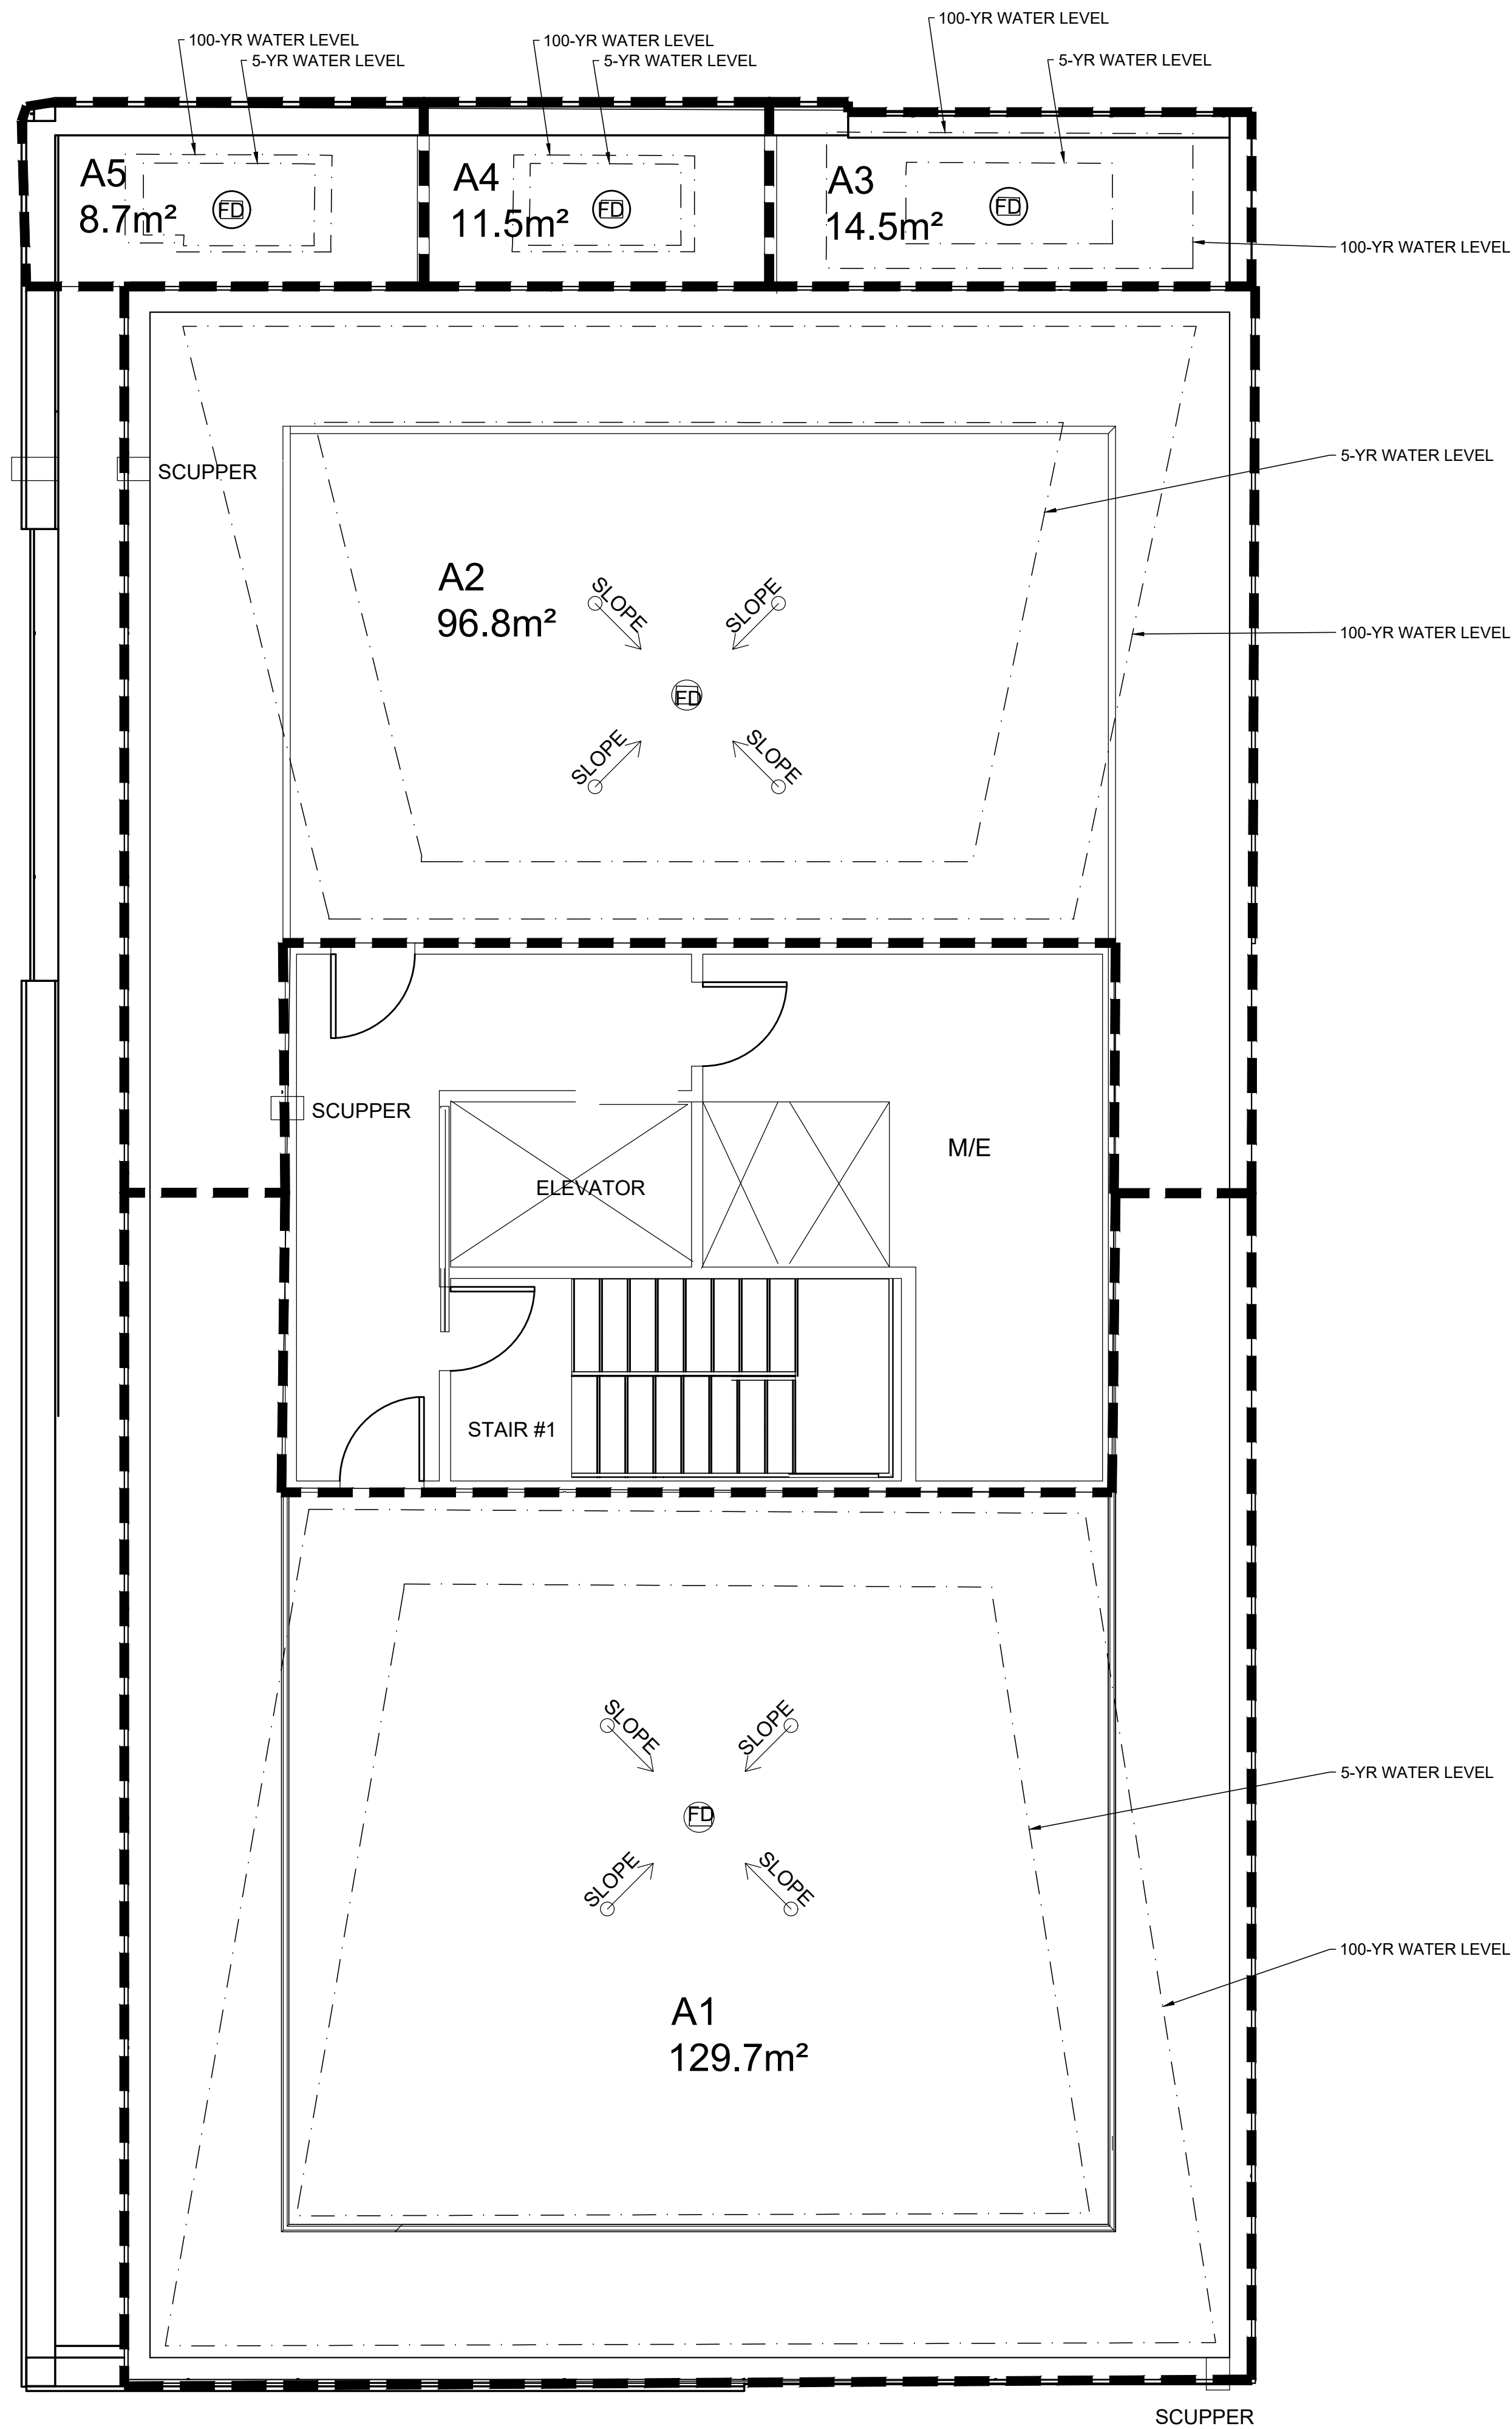 100-YR WATER LEVEL
100-YR WATER LEVEL
100-YR WATER LEVEL
5-YR WATER LEVEL
5-YR WATER LEVEL
5-YR WATER LEVEL
A5
8.7m²
FD
A4
11.5m²
FD
A3
14.5m²
FD
100-YR WATER LEVEL
5-YR WATER LEVEL
SCUPPER
A2
96.8m²
SLOPE
SLOPE
100-YR WATER LEVEL
FD
SLOPE
SLOPE
SCUPPER
M/E
ELEVATOR
STAIR #1
SLOPE
SLOPE
5-YR WATER LEVEL
FD
SLOPE
SLOPE
100-YR WATER LEVEL
A1
129.7m²
SCUPPER